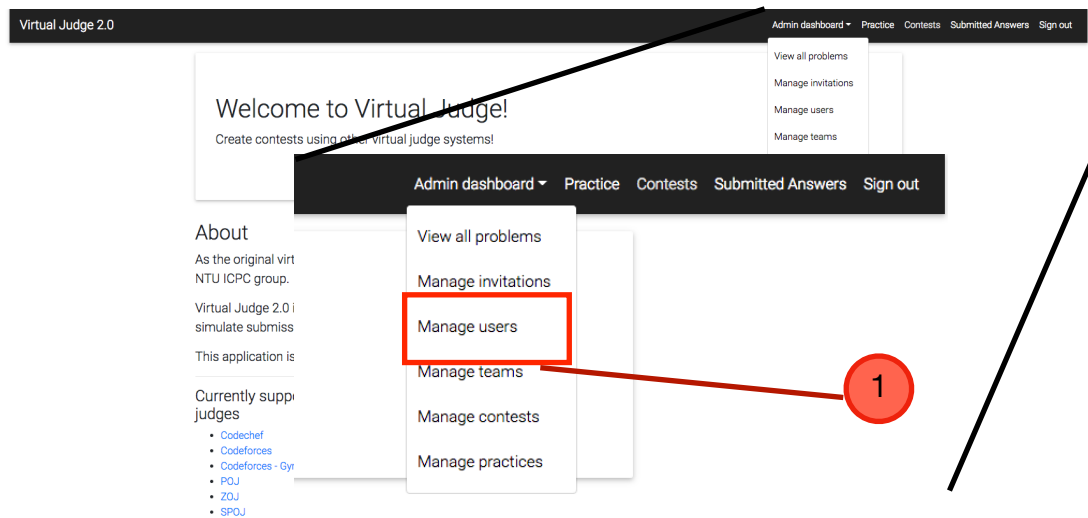 Virtual Judge 2.0
Admin dashboard Practice Contests Submitted Answers Sign out
View all problems
Manage invitations
Manage users
Manage teams
Welcome to Virtual Judge!
Create contests using other virtual judge systems!
Admin dashboard Practice Contests Submitted Answers Sign out
View all problems
Manage invitations
Manage users
Manage teams
Manage contests
Manage practices
1
About
As the original virt
NTU ICPC group.
Virtual Judge 2.0 i
simulate submiss
This application is
Currently supp
judges
• Codechef
• Codeforces
• Codeforces - Gyr
• POJ
• ZOJ
• SPOJ